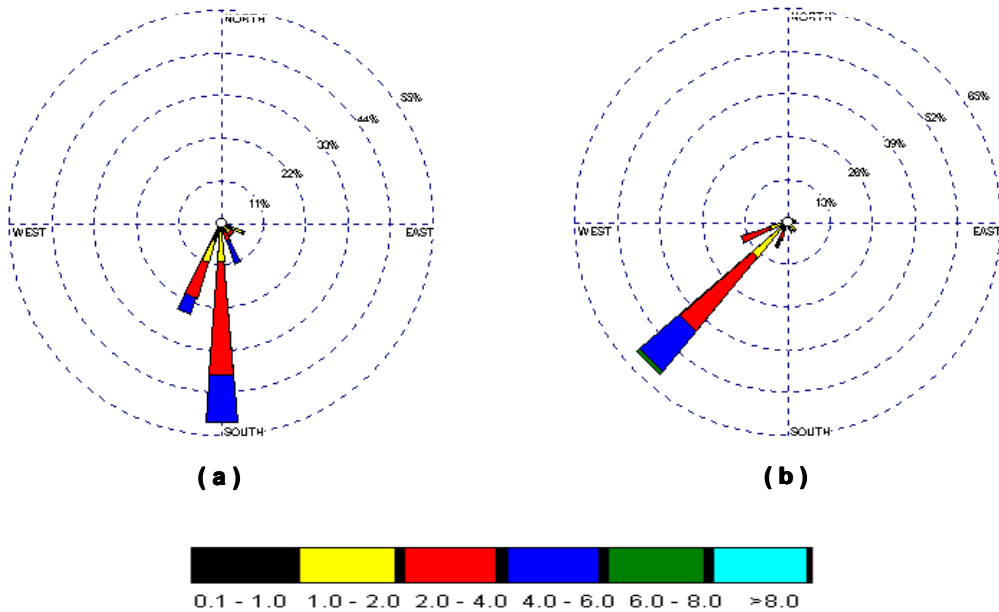 NORTH
55%
44%
33%
22%
11%
WEST
EAST
SOUTH
(a)
NORTH
65%
52%
39%
26%
13%
WEST
EAST
SOUTH
(b)
0.1 - 1.0 1.0 - 2.0 2.0 - 4.0 4.0 - 6.0 6.0 - 8.0 >8.0